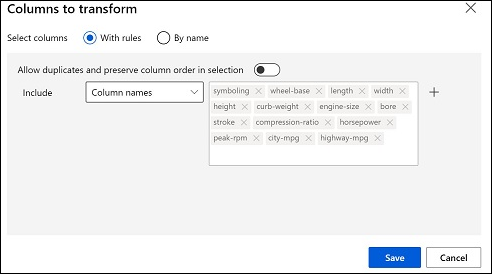 Columns to transform
Select columns With rules By name
Allow duplicates and preserve column order in selection
Include Column names symboling wheel-base length width
height curb-weight engine-size bore
stroke compression-ratio horsepower
peak-rpm city-mpg highway-mpg
Save Cancel